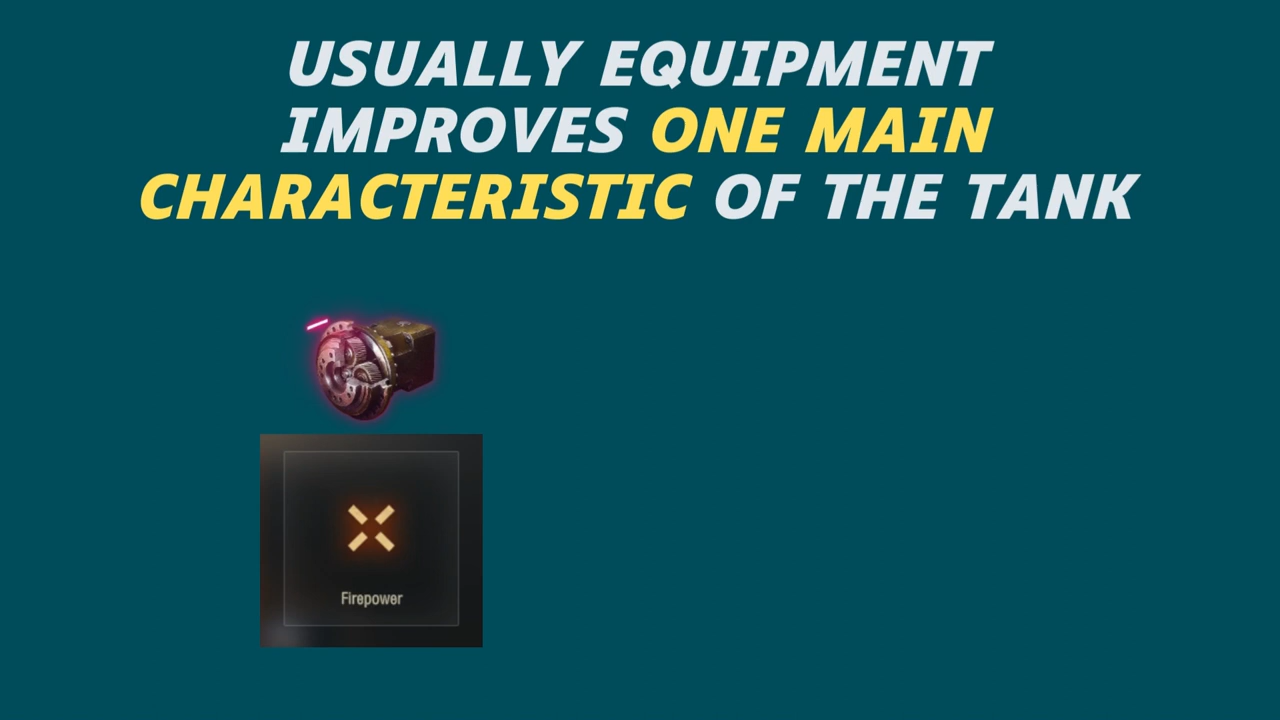 USUALLY EQUIPMENT
IMPROVES ONE MAIN
CHARACTERISTIC OF THE TANK
Firepower